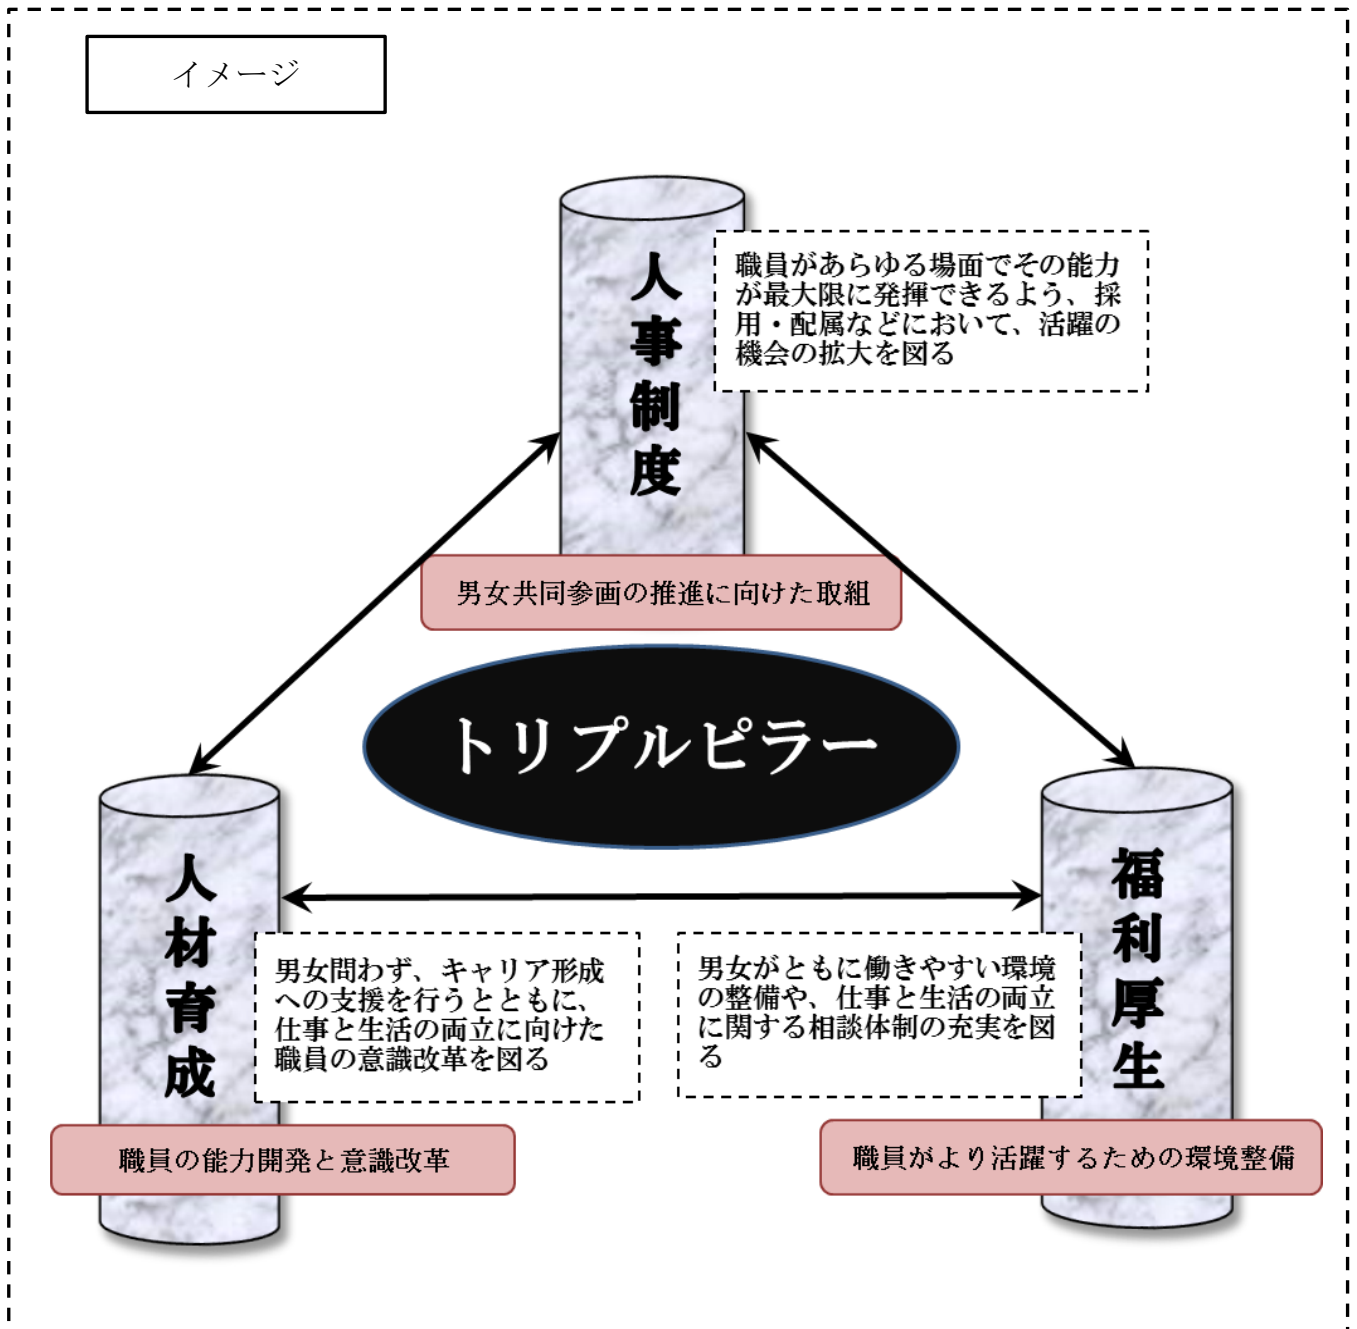 イメージ
人事制度
職員があらゆる場面でその能力
が最大限に発揮できるよう、採
用・配属などにおいて、活躍の
機会の拡大を図る
男女共同参画の推進に向けた取組
トリプルピラー
人材育成
男女問わず、キャリア形成
への支援を行うとともに、
仕事と生活の両立に向けた
職員の意識改革を図る
職員の能力開発と意識改革
福利厚生
男女がともに働きやすい環境
の整備や、仕事と生活の両立
に関する相談体制の充実を図
る
職員がより活躍するための環境整備